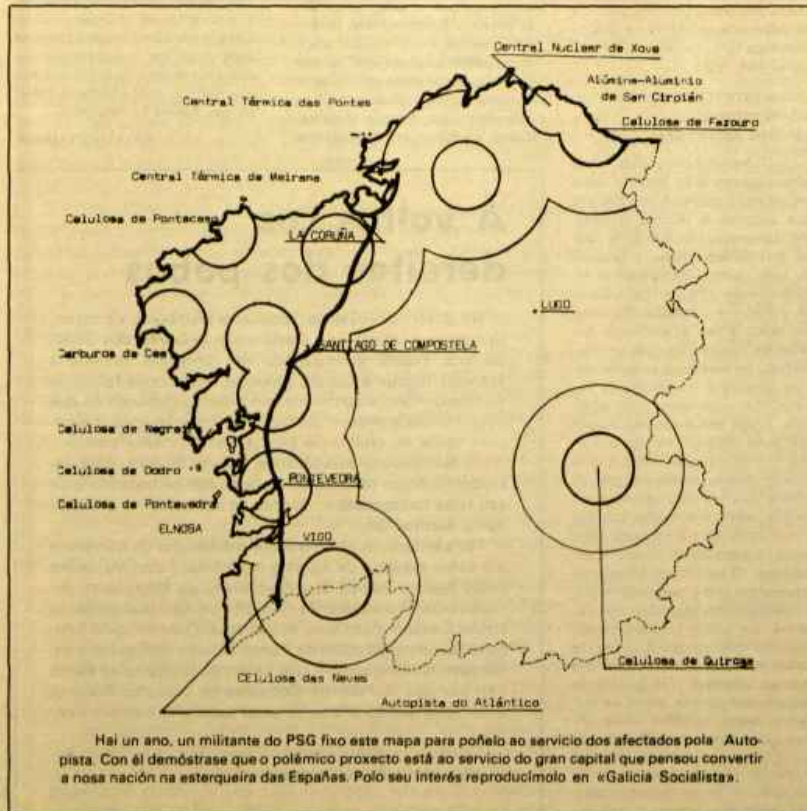 Central Nuclear de Xove
Alúmina-Aluminio
de San Ciroián
Central Térmica das Pontes
Celulosa de Fazouro
Central Térmica de Meirama
Celulosa de Ponteceso
LA CORUÑA
LUGO
SANTIAGO DE COMPOSTELA
Carburos de Cee
Celulosa de Negreira
Celulosa de Dodro
PONTEVEDRA
Celulosa de Pontevedra
ELNOSA
VIGO
Celulosa de Quiroga
CElulosa das Neves
Autopista do Atlántico
Hai un ano, un militante do PSG fixo este mapa para poñelo ao servicio dos afectados pola Auto-
pista. Con él demóstrase que o polémico proxecto está ao servicio do gran capital que pensou convertir
a nosa nación na esterqueira das Españas. Polo seu interés reproducímolo en «Galicia Socialista».